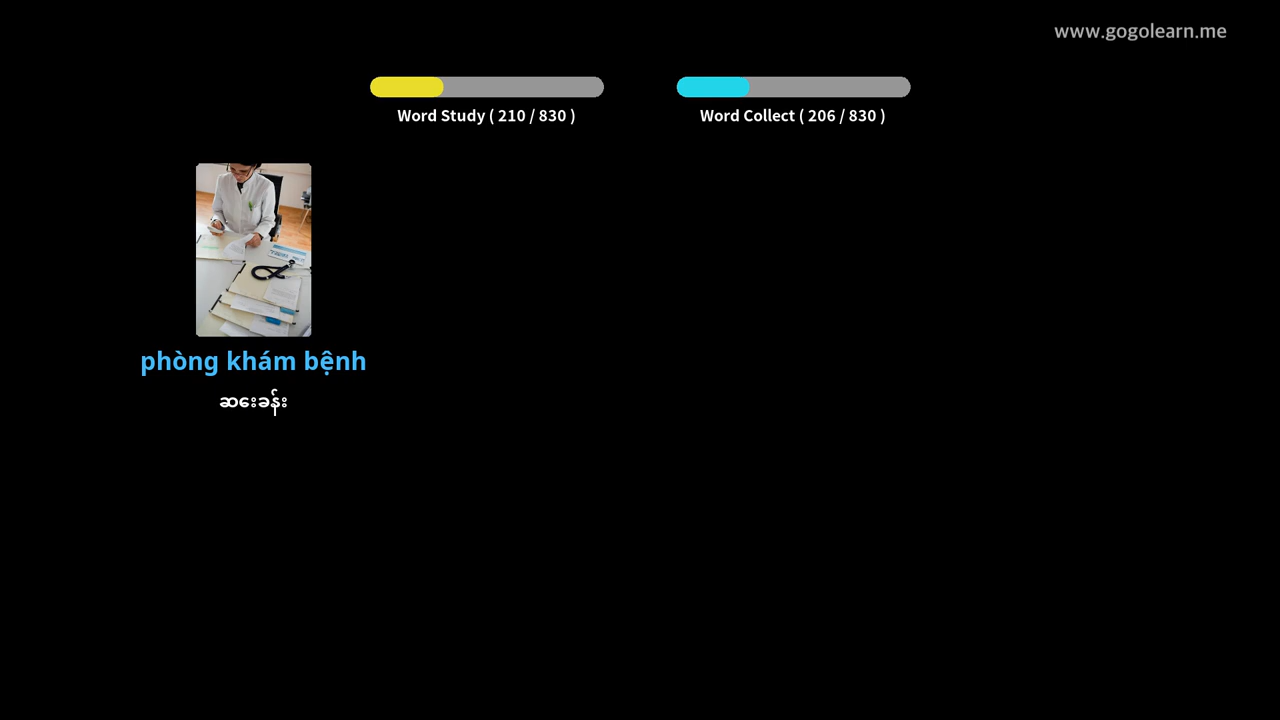 www.gogolearn.me
Word Study ( 210 / 830 )
Word Collect ( 206 / 830 )
phòng khám bệnh
ဆေးခန်း